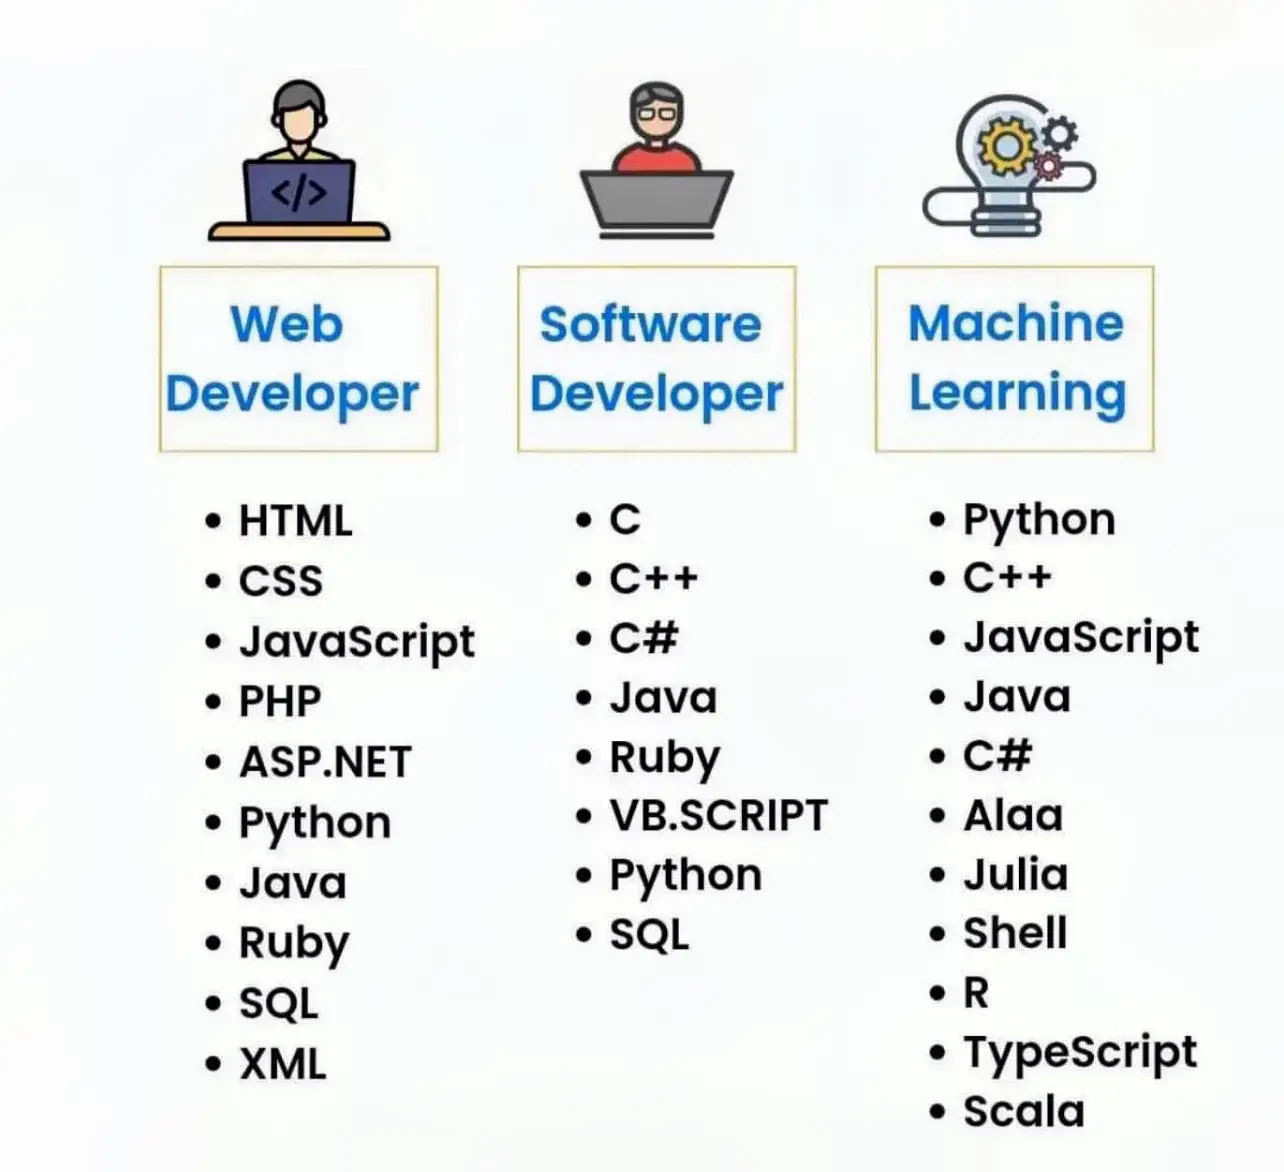 </>
Web
Developer
HTML
CSS
JavaScript
PHP
ASP.NET
Python
Java
Ruby
SQL
XML
Software
Developer
C
C++
C#
Java
Ruby
VB.SCRIPT
Python
SQL
Machine
Learning
Python
C++
JavaScript
Java
C#
Alaa
Julia
Shell
R
TypeScript
Scala